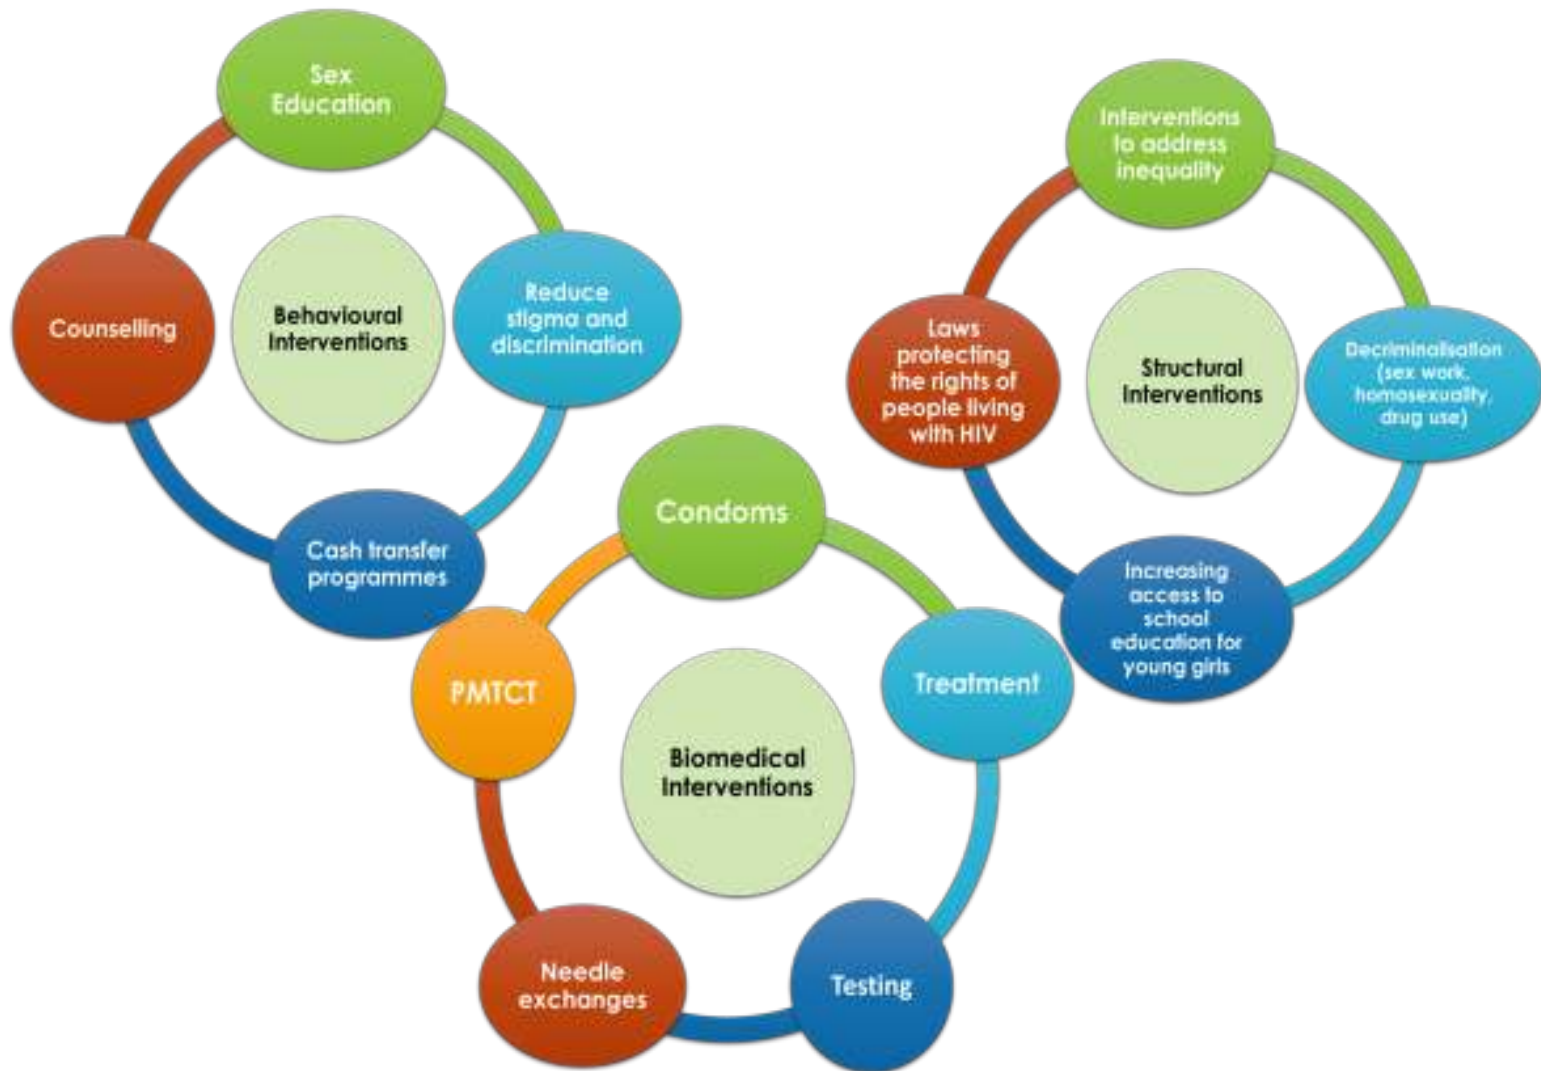 Sex
Education
Counselling
Behavioural
Interventions
Reduce
stigma and
discrimination
Cash transfer
programmes
Interventions
to address
inequality
Laws
protecting
the rights of
people living
with HIV
Structural
Interventions
Decriminalisation
(sex work,
homosexuality,
drug use)
Increasing
access to
school
education for
young girls
Condoms
PMTCT
Treatment
Biomedical
Interventions
Needle
exchanges
Testing